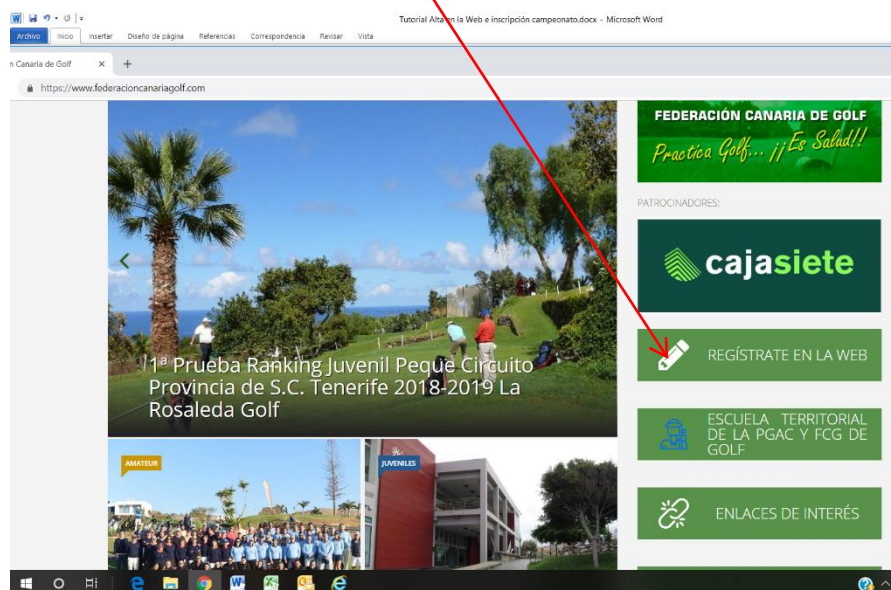 Tutorial Alta en la Web e inscripción campeonato.docx - Microsoft Word
Archivo Inicio Insertar Diseño de página Referencias Correspondencia Revisar Vista
n Canaria de Golf × +
https://www.federacioncanariagolf.com
FEDERACIÓN CANARIA DE GOLF
Practica Golf... ¡¡Es Salud!!
PATROCINADORES:
cajasiete
1ª Prueba Ranking Juvenil Peque Circuito
Provincia de S.C. Tenerife 2018-2019 La
Rosaleda Golf
REGÍSTRATE EN LA WEB
ESCUELA TERRITORIAL
DE LA PGAC Y FCG DE
GOLF
AMATEUR
JUVENILES
ENLACES DE INTERÉS